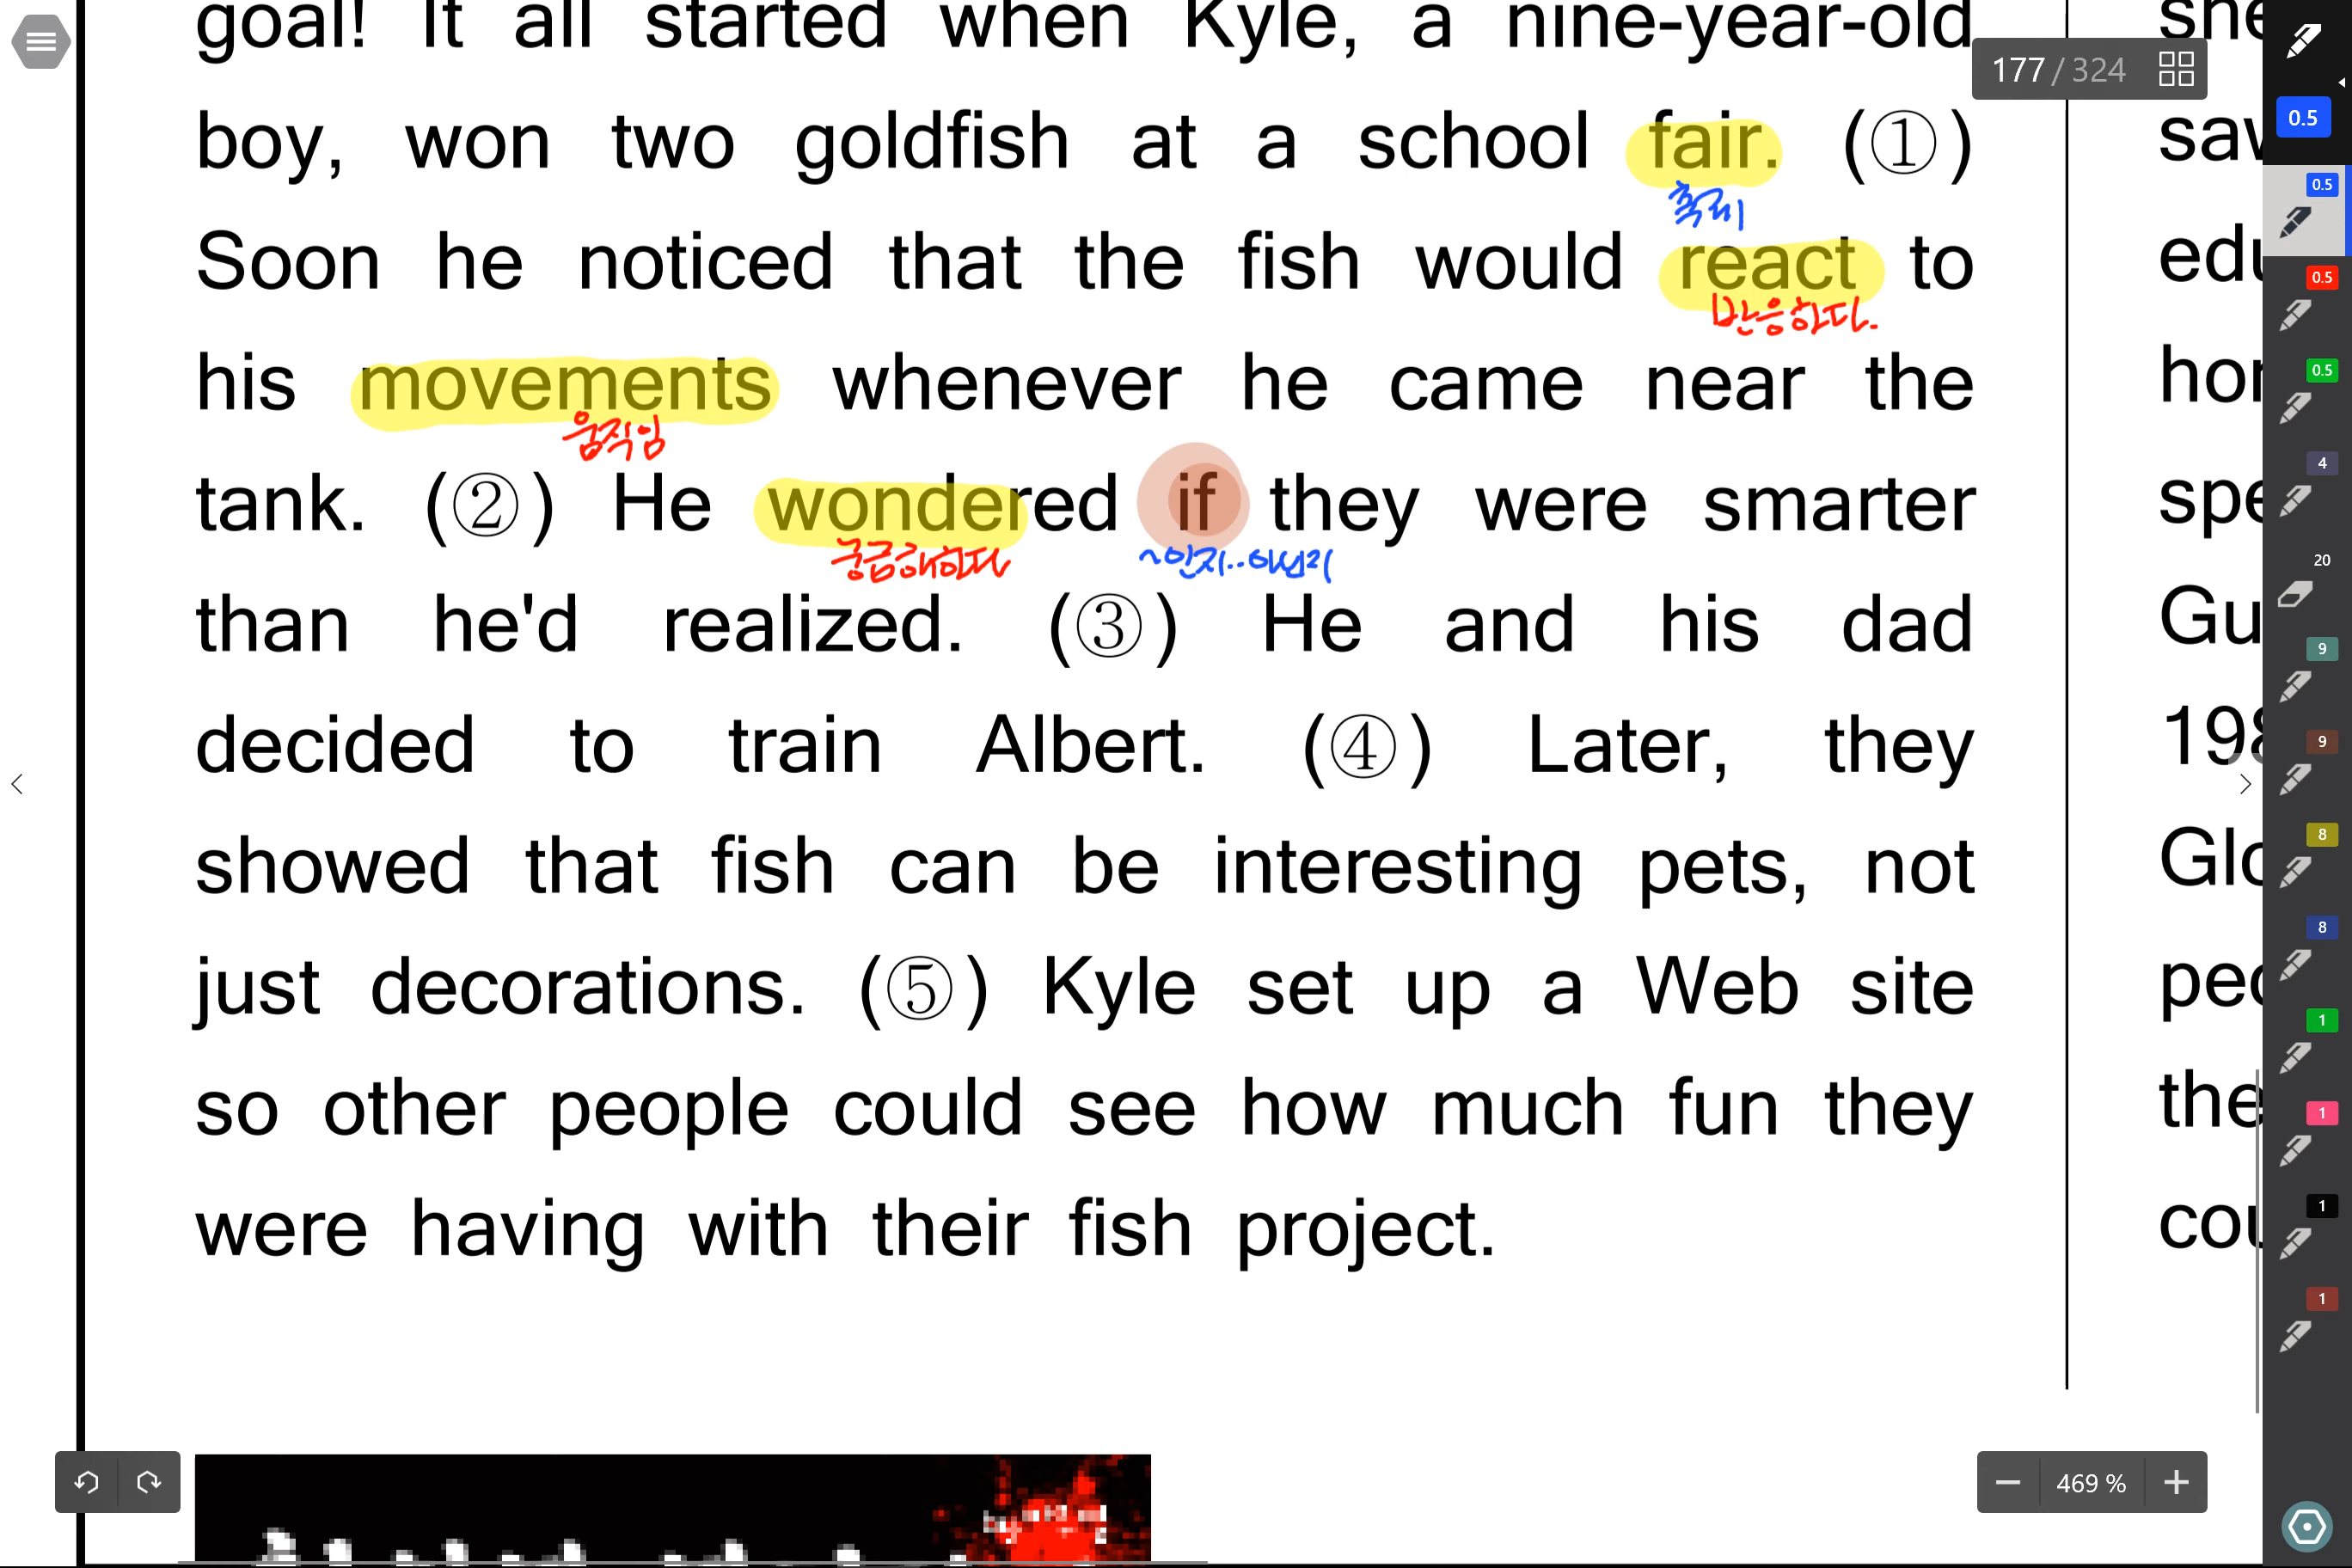 goal! It all started when Kyle, a nine-year-old
boy, won two goldfish at a school fair. (①)
축제
Soon he noticed that the fish would react to
반응하다.
his movements whenever he came near the
움직임
tank. (②) He wondered if they were smarter
궁금해하다 ~인지..아닌지
than he'd realized. (③) He and his dad
decided to train Albert. (④) Later, they
showed that fish can be interesting pets, not
just decorations. (⑤) Kyle set up a Web site
so other people could see how much fun they
were having with their fish project.
177 / 324
469 %
0.5
0.5
0.5
0.5
4
20
9
9
8
8
1
1
1
1